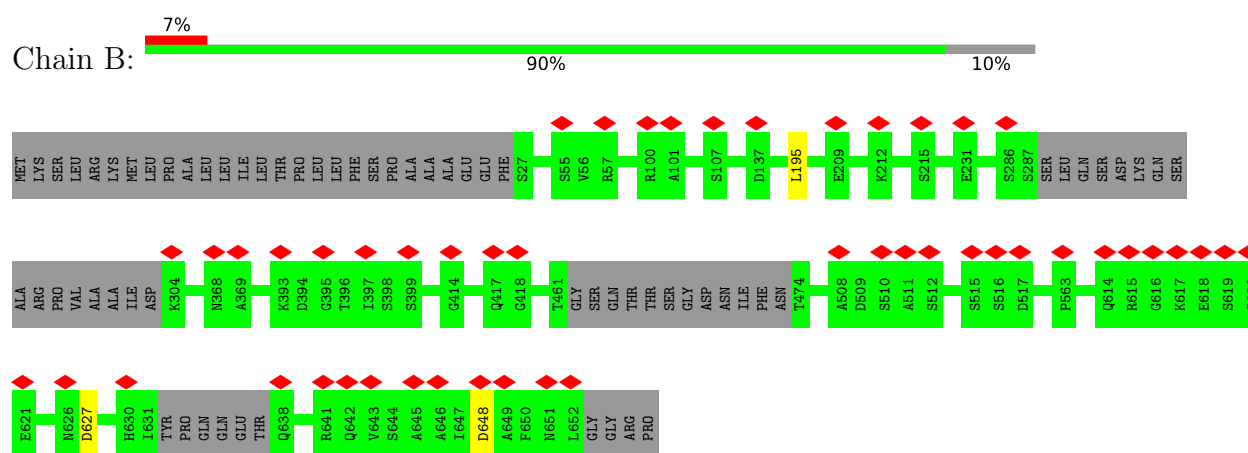 7%
Chain B:
90% 10%
MET LYS SER LEU ARG LYS MET LEU PRO ALA LEU LEU ILE LEU THR PRO LEU LEU PHE SER PRO ALA ALA ALA GLU GLU PHE S27 S55 V56 R57 R100 A101 S107 D137 L195 E209 K212 S215 E231 S286 S287 SER LEU GLN SER ASP LYS GLN SER
ALA ARG PRO VAL ALA ALA ILE ASP K304 N368 A369 K393 D394 G395 T396 I397 S398 S399 G414 Q417 G418 T461 GLY SER GLN THR THR SER GLY ASP ASN ILE PHE ASN T474 A508 D509 S510 A511 S512 S515 S516 D517 P563 Q614 R615 G616 K617 E618 S619
E621 N626 D627 H630 I631 TYR PRO GLN GLN GLU THR Q638 R641 Q642 V643 S644 A645 A646 I647 D648 A649 F650 N651 L652 GLY GLY ARG PRO